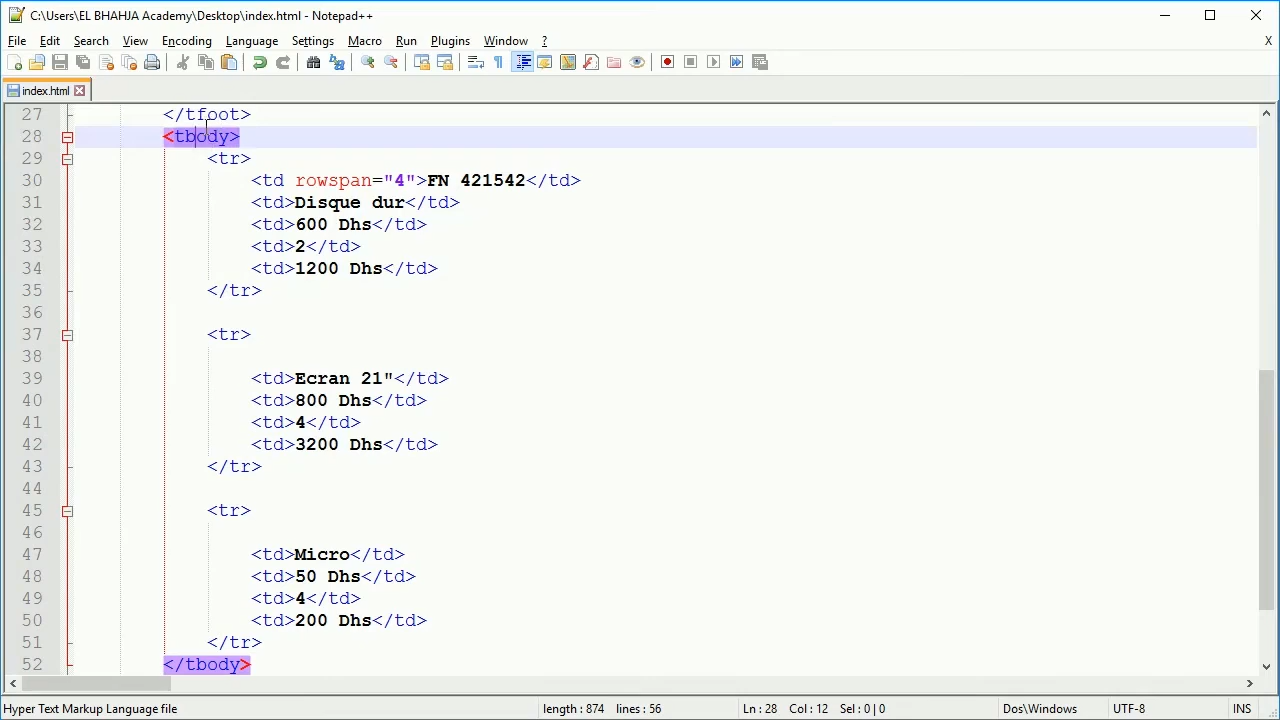 C:\Users\EL BHAHJA Academy\Desktop\index.html - Notepad++
File Edit Search View Encoding Language Settings Macro Run Plugins Window ? X
index.html
27 </tfoot>
28 <tbody>
29 <tr>
30 <td rowspan="4">FN 421542</td>
31 <td>Disque dur</td>
32 <td>600 Dhs</td>
33 <td>2</td>
34 <td>1200 Dhs</td>
35 </tr>
36
37 <tr>
38
39 <td>Ecran 21"</td>
40 <td>800 Dhs</td>
41 <td>4</td>
42 <td>3200 Dhs</td>
43 </tr>
44
45 <tr>
46
47 <td>Micro</td>
48 <td>50 Dhs</td>
49 <td>4</td>
50 <td>200 Dhs</td>
51 </tr>
52 </tbody>
Hyper Text Markup Language file length : 874 lines : 56 Ln : 28 Col : 12 Sel : 0 | 0 Dos\Windows UTF-8 INS